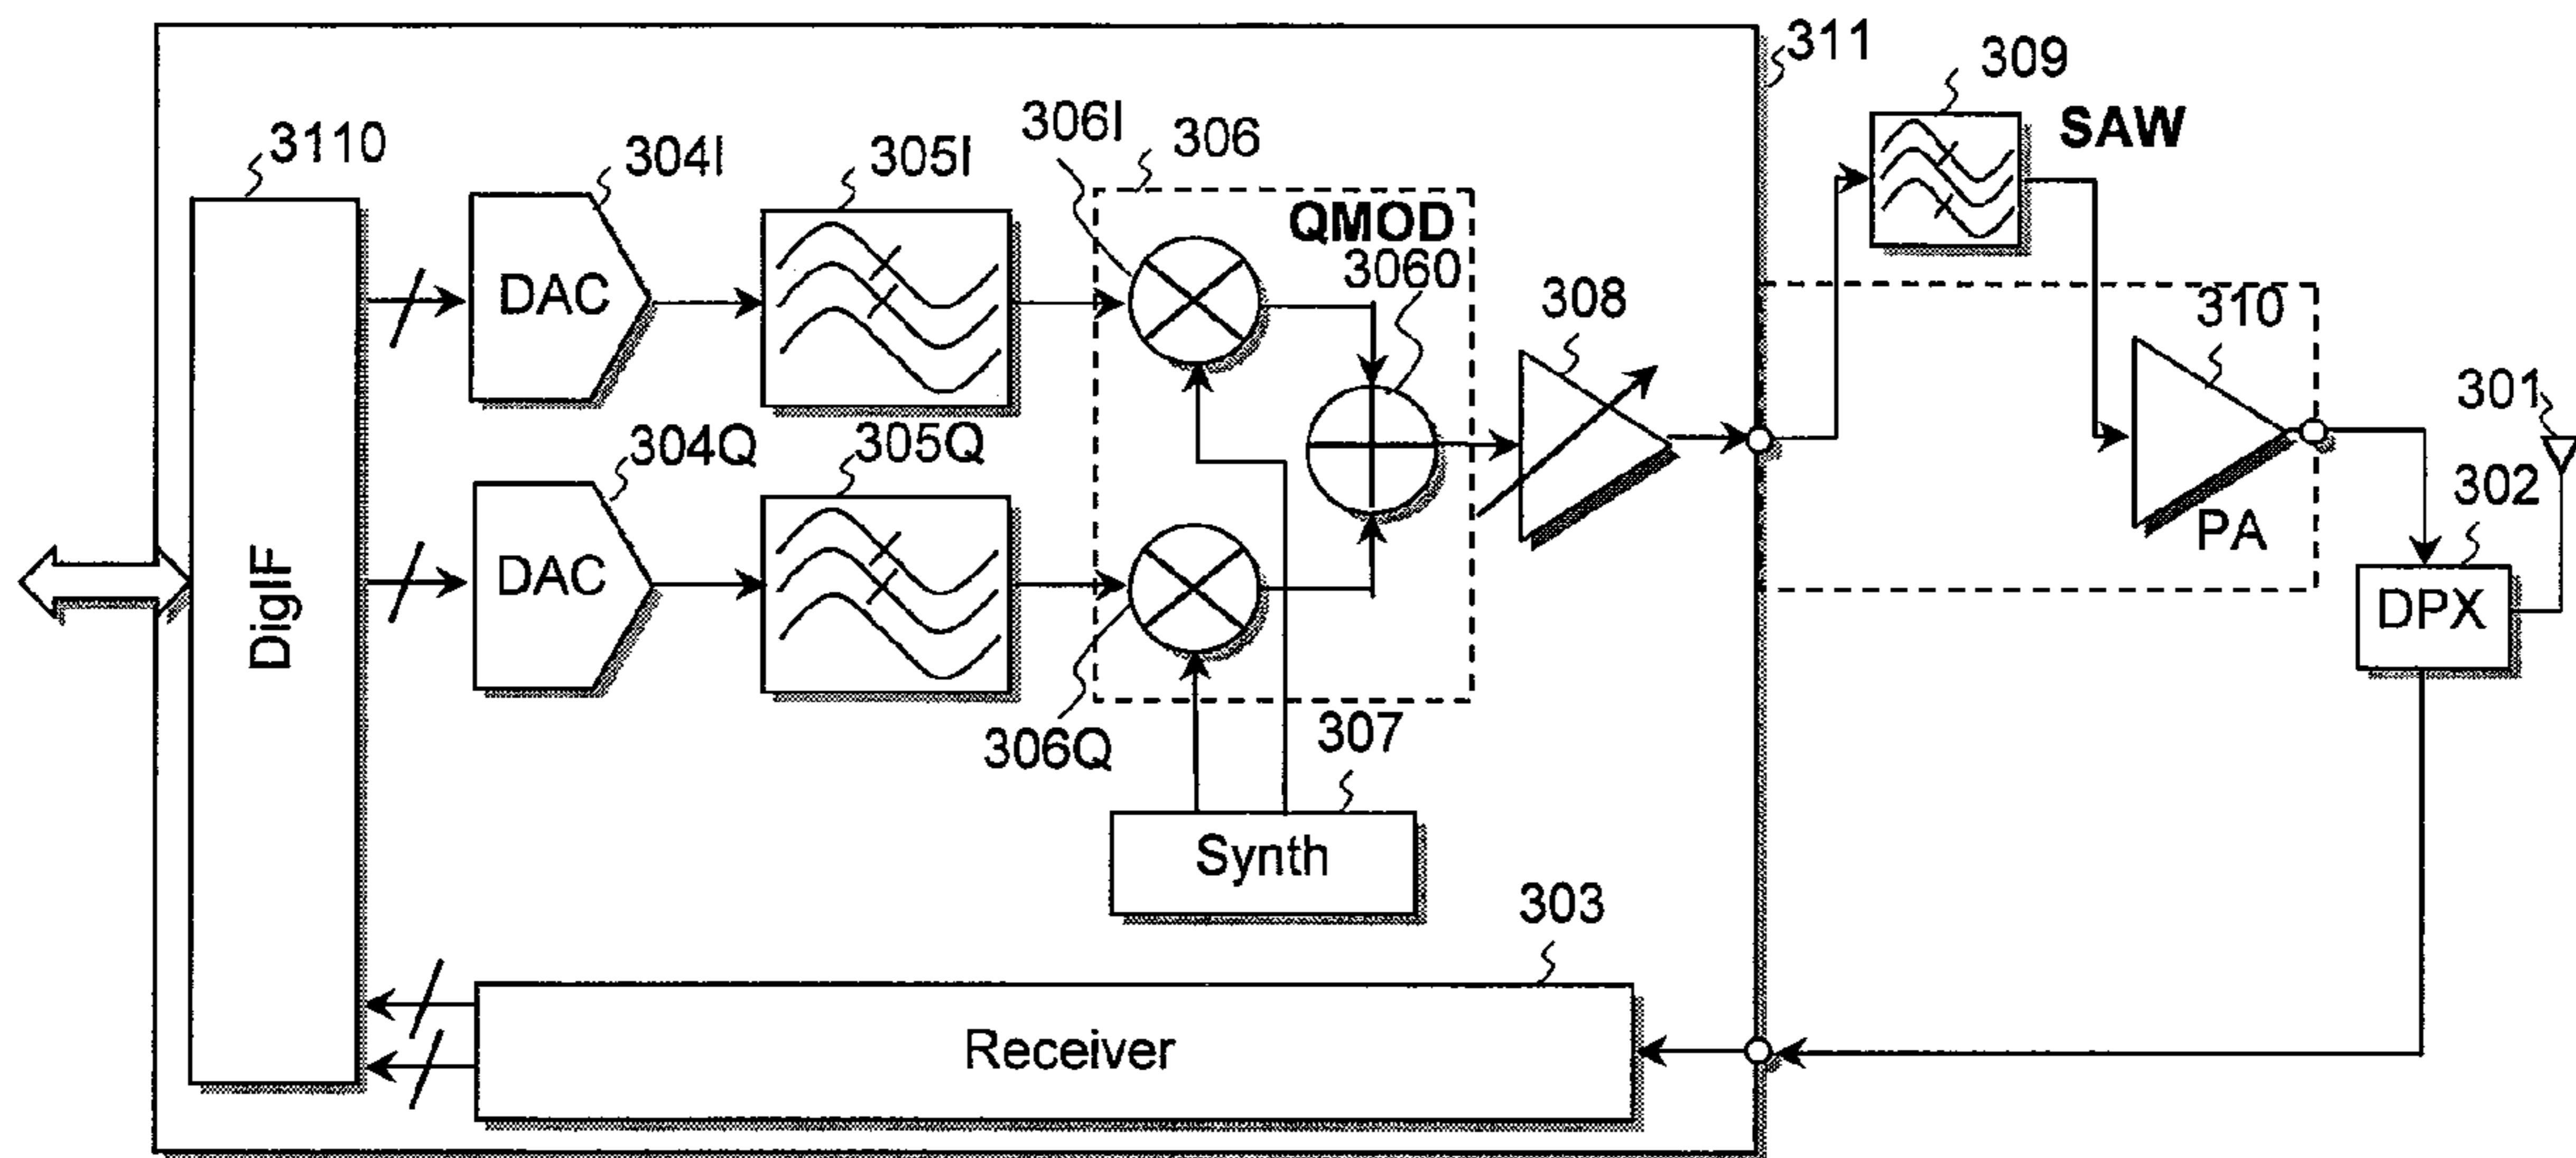 311
309
SAW
3110
304I
305I
306I
306
QMOD
3060
308
310
301
DAC
304Q
305Q
302
DAC
PA
DigIF
DPX
306Q
307
Synth
303
Receiver